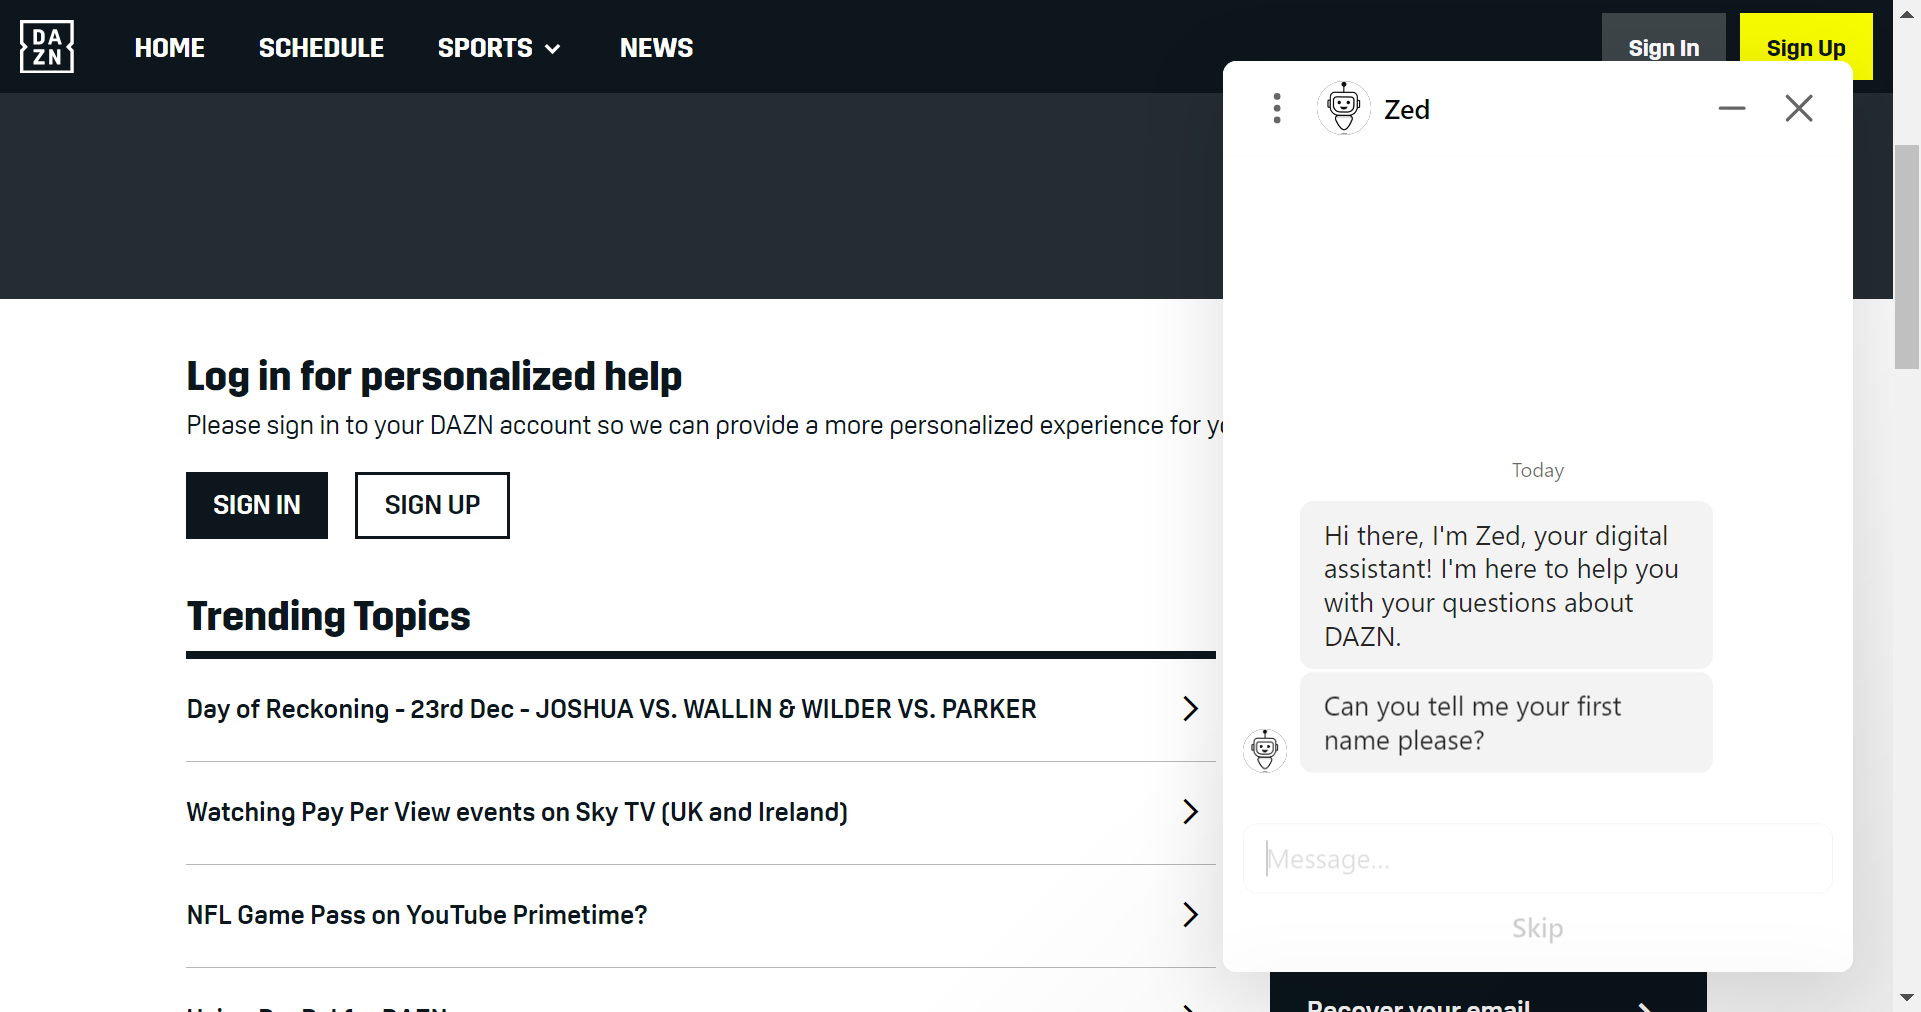 DA
ZN
HOME
SCHEDULE
SPORTS
NEWS
Sign In
Sign Up
Zed
Log in for personalized help
Please sign in to your DAZN account so we can provide a more personalized experience for
SIGN IN
SIGN UP
Trending Topics
Day of Reckoning - 23rd Dec - JOSHUA VS. WALLIN & WILDER VS. PARKER
Watching Pay Per View events on Sky TV (UK and Ireland)
NFL Game Pass on YouTube Primetime?
Today
Hi there, I'm Zed, your digital
assistant! I'm here to help you
with your questions about
DAZN.
Can you tell me your first
name please?
Message...
Skip
Recover your email